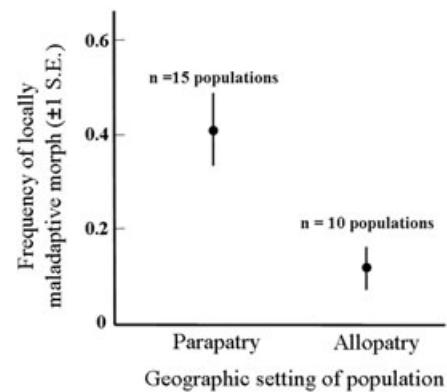 Frequency of locally
maladaptive morph (±1 S.E.)
0.6
0.4
0.2
0
n =15 populations
n = 10 populations
Parapatry
Allopatry
Geographic setting of population